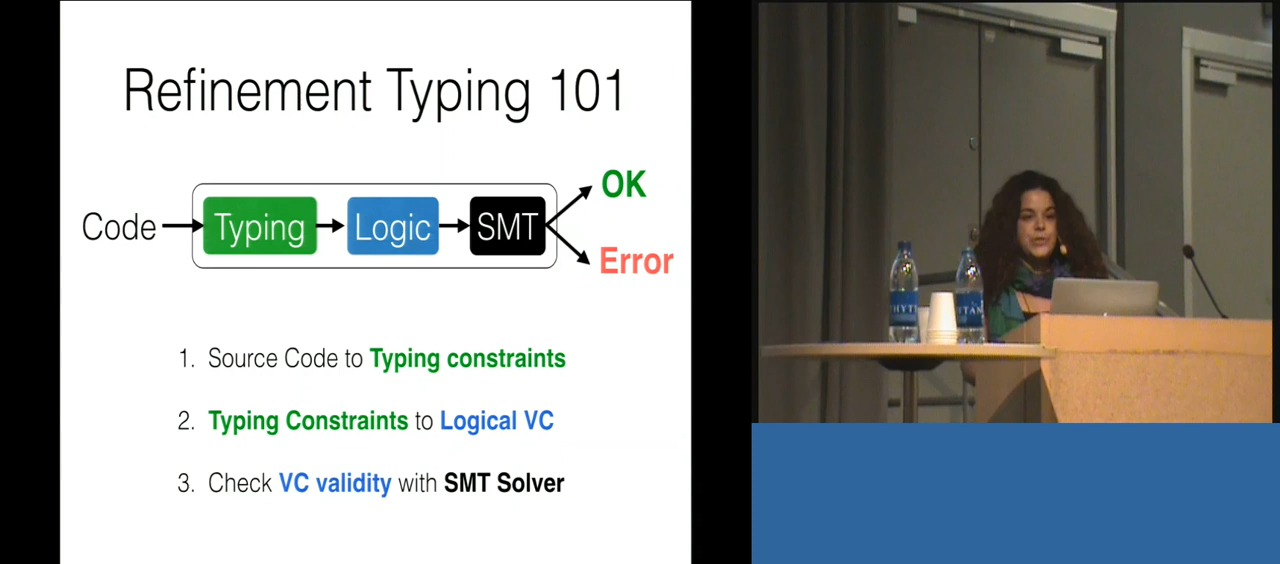 Refinement Typing 101
Code
Typing
Logic
SMT
OK
Error
1. Source Code to Typing constraints
2. Typing Constraints to Logical VC
3. Check VC validity with SMT Solver